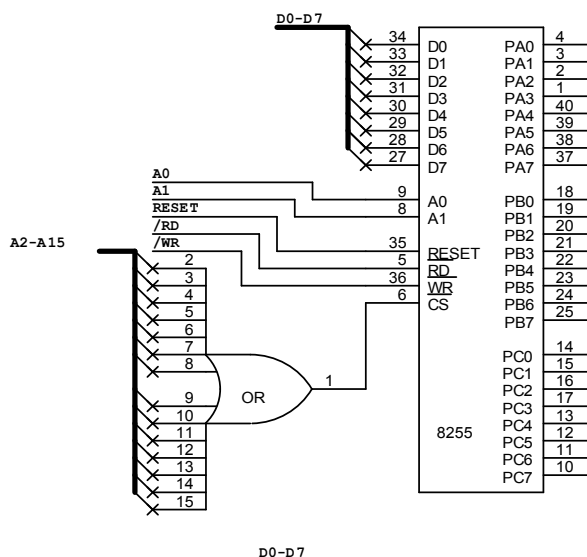 D0-D7
34 D0 PA0 4
33 D1 PA1 3
32 D2 PA2 2
31 D3 PA3 1
30 D4 PA4 40
29 D5 PA5 39
28 D6 PA6 38
27 D7 PA7 37
A0
9 A0 PB0 18
A1
8 A1 PB1 19
RESET
PB2 20
/RD
35 RESET PB3 21
A2-A15
/WR
5 RD PB4 22
2
36 WR PB5 23
3
6 CS PB6 24
4
PB7 25
5
6
7
PC0 14
8
1
PC1 15
PC2 16
9
OR
PC3 17
10
PC4 13
11
8255
PC5 12
12
PC6 11
13
PC7 10
14
15
D0-D7